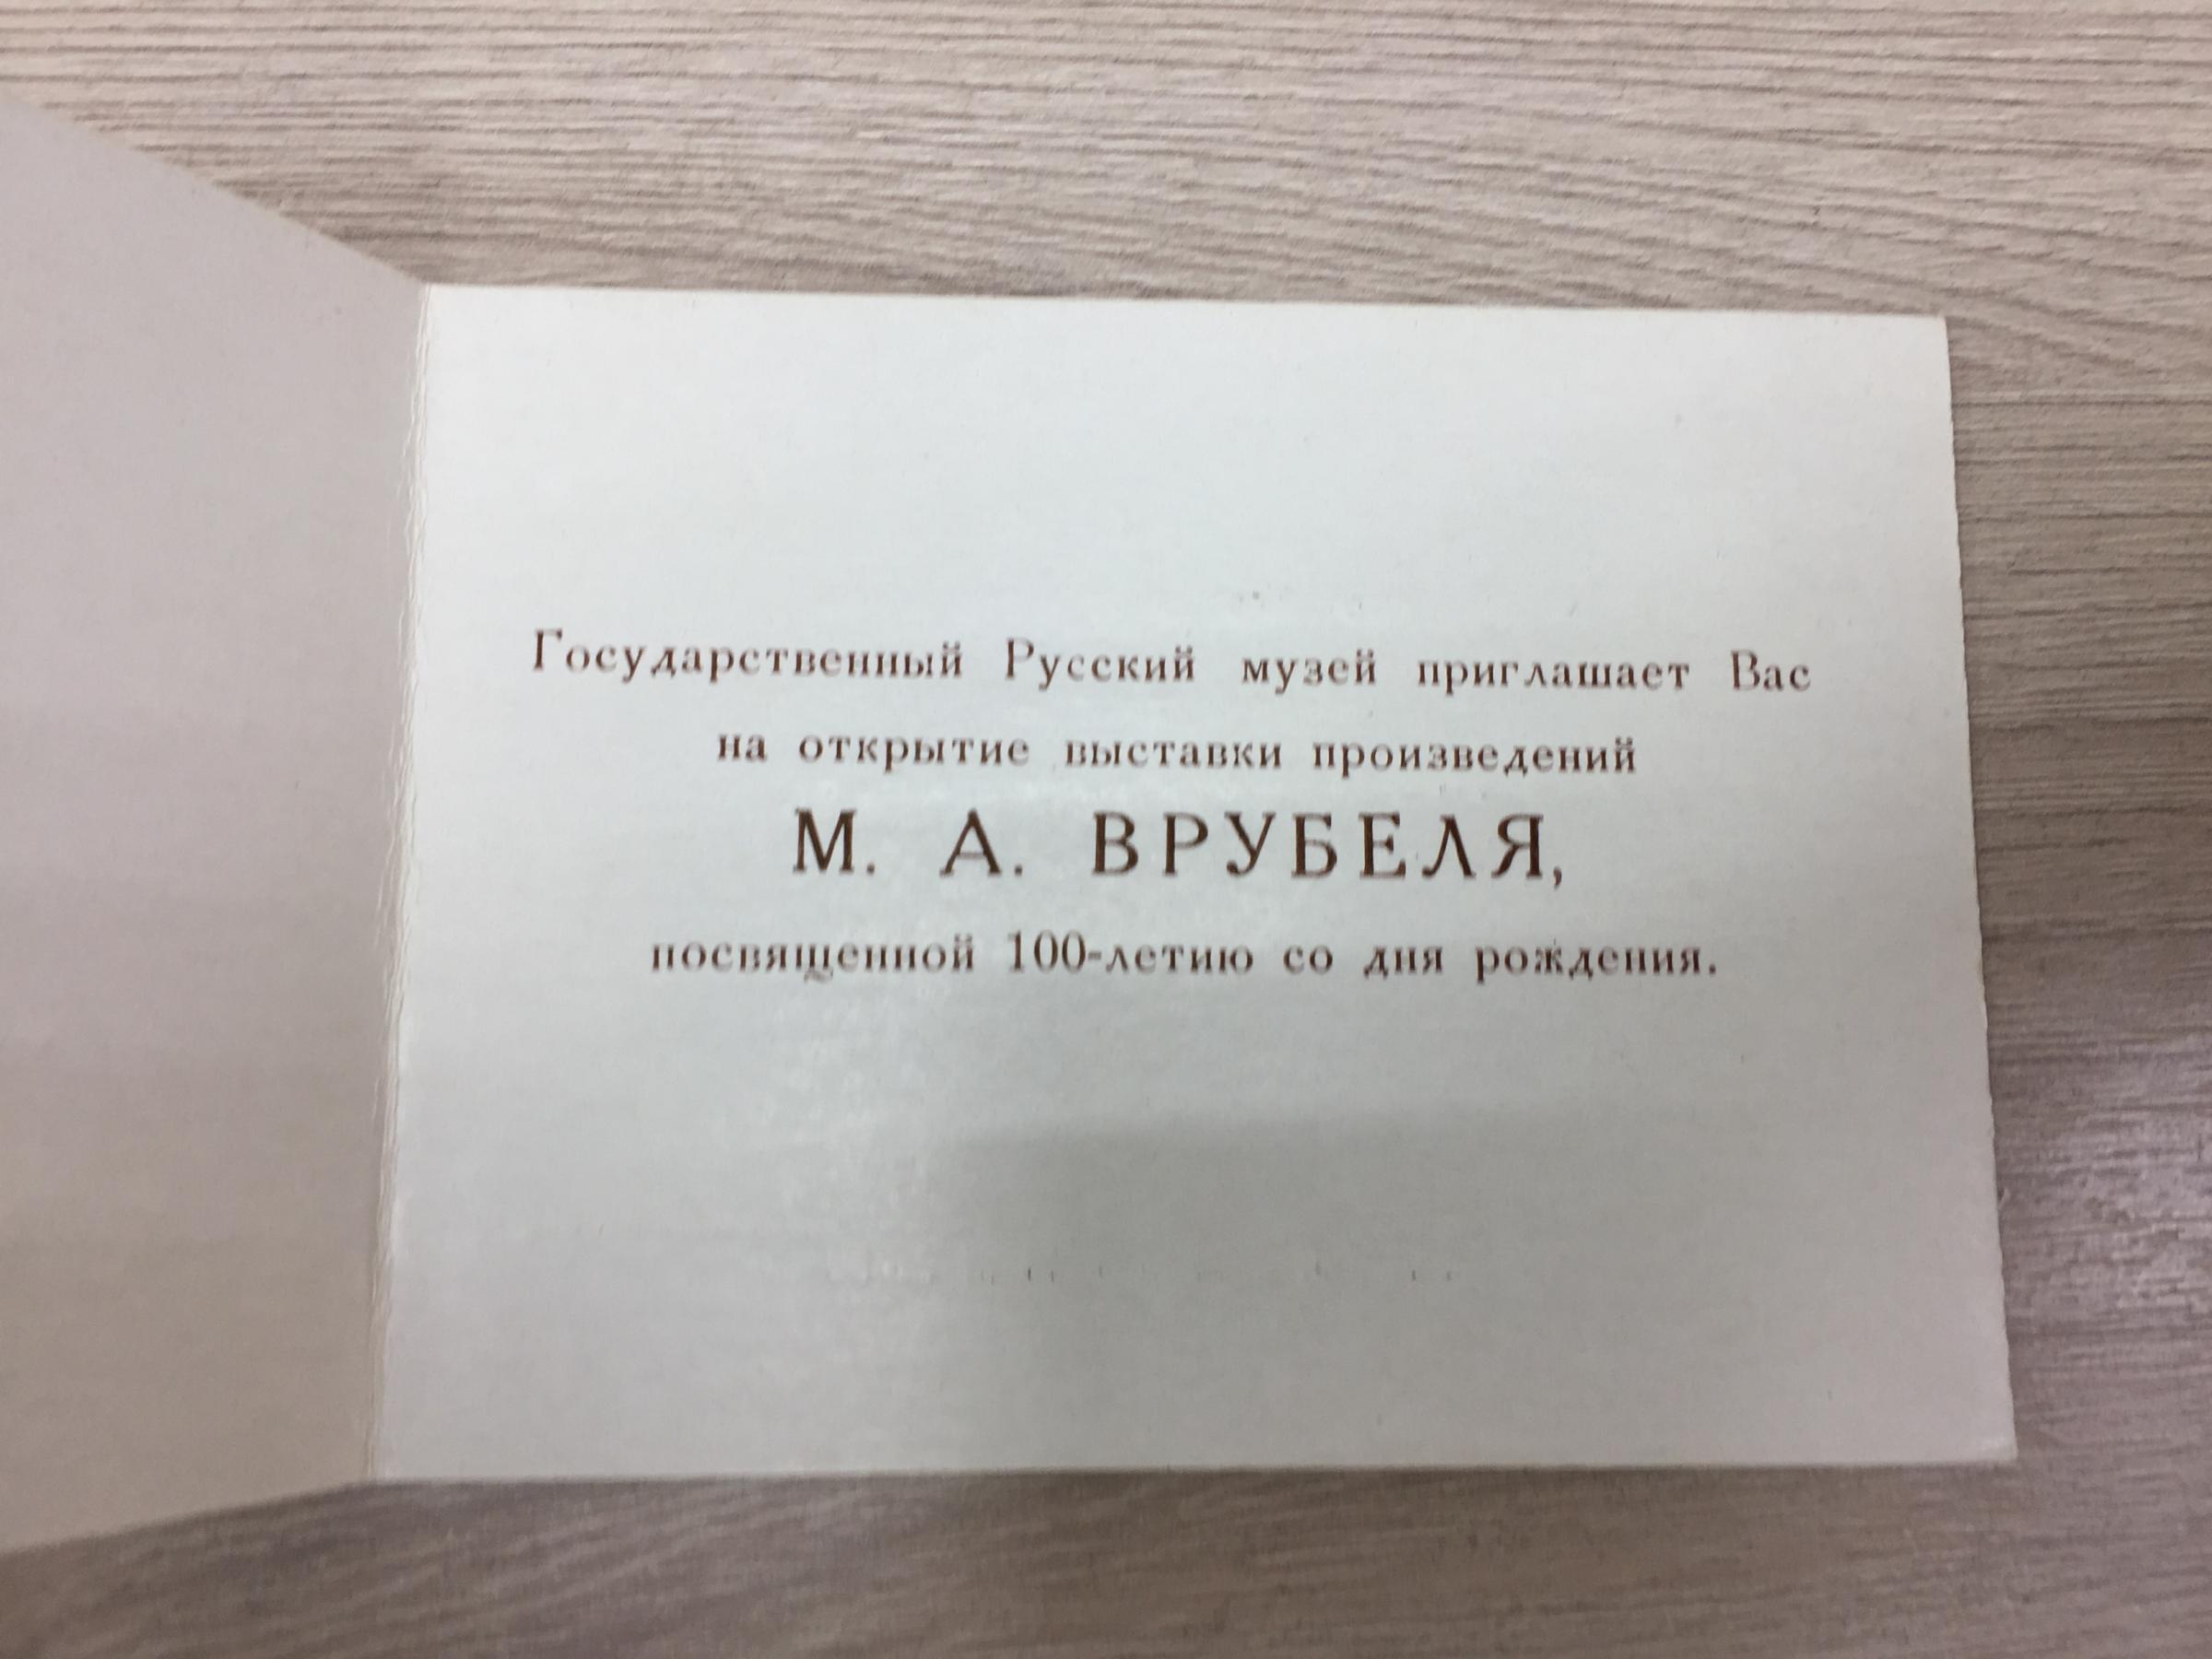 Государственный Русский музей приглашает Вас
на открытие выставки произведений
М. А. ВРУБЕЛЯ,
посвященной 100-летию со дня рождения.